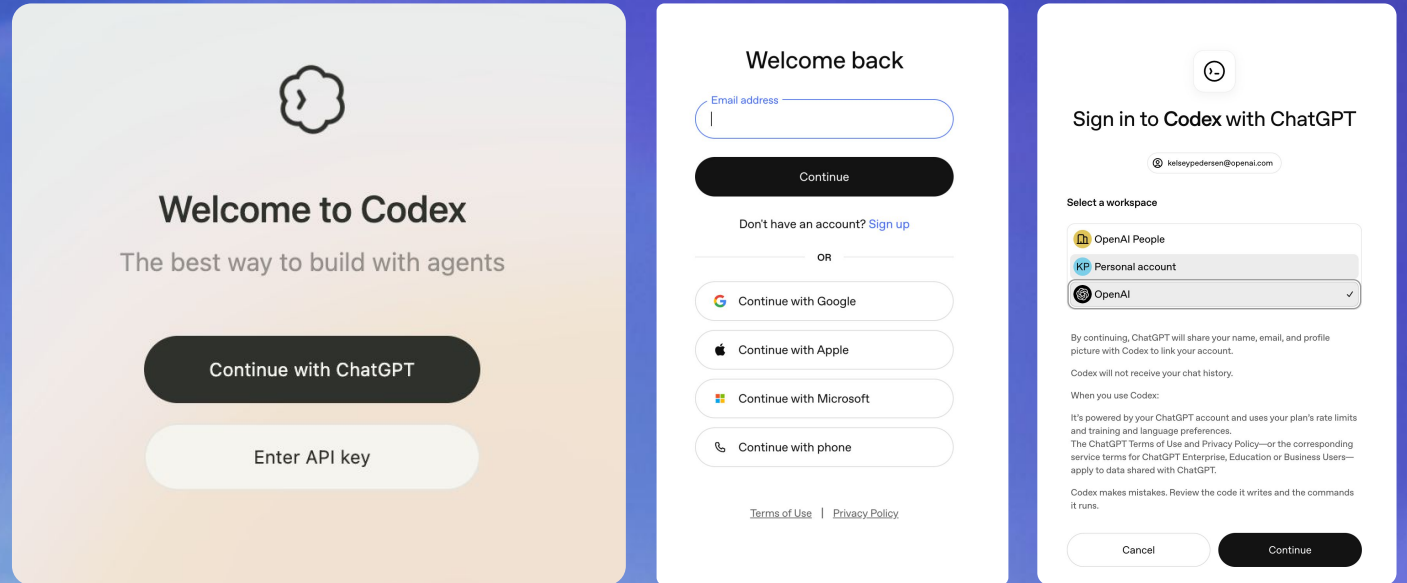 Welcome to Codex
The best way to build with agents
Continue with ChatGPT
Enter API key
Welcome back
Email address
Continue
Don't have an account? Sign up
OR
Continue with Google
Continue with Apple
Continue with Microsoft
Continue with phone
Terms of Use | Privacy Policy
Sign in to Codex with ChatGPT
kelseypedersen@openai.com
Select a workspace
OpenAI People
KP Personal account
OpenAI
By continuing, ChatGPT will share your name, email, and profile
picture with Codex to link your account.
Codex will not receive your chat history.
When you use Codex:
It's powered by your ChatGPT account and uses your plan's rate limits
and training and language preferences.
The ChatGPT Terms of Use and Privacy Policy—or the corresponding
service terms for ChatGPT Enterprise, Education or Business Users—
apply to data shared with ChatGPT.
Codex makes mistakes. Review the code it writes and the commands
it runs.
Cancel
Continue